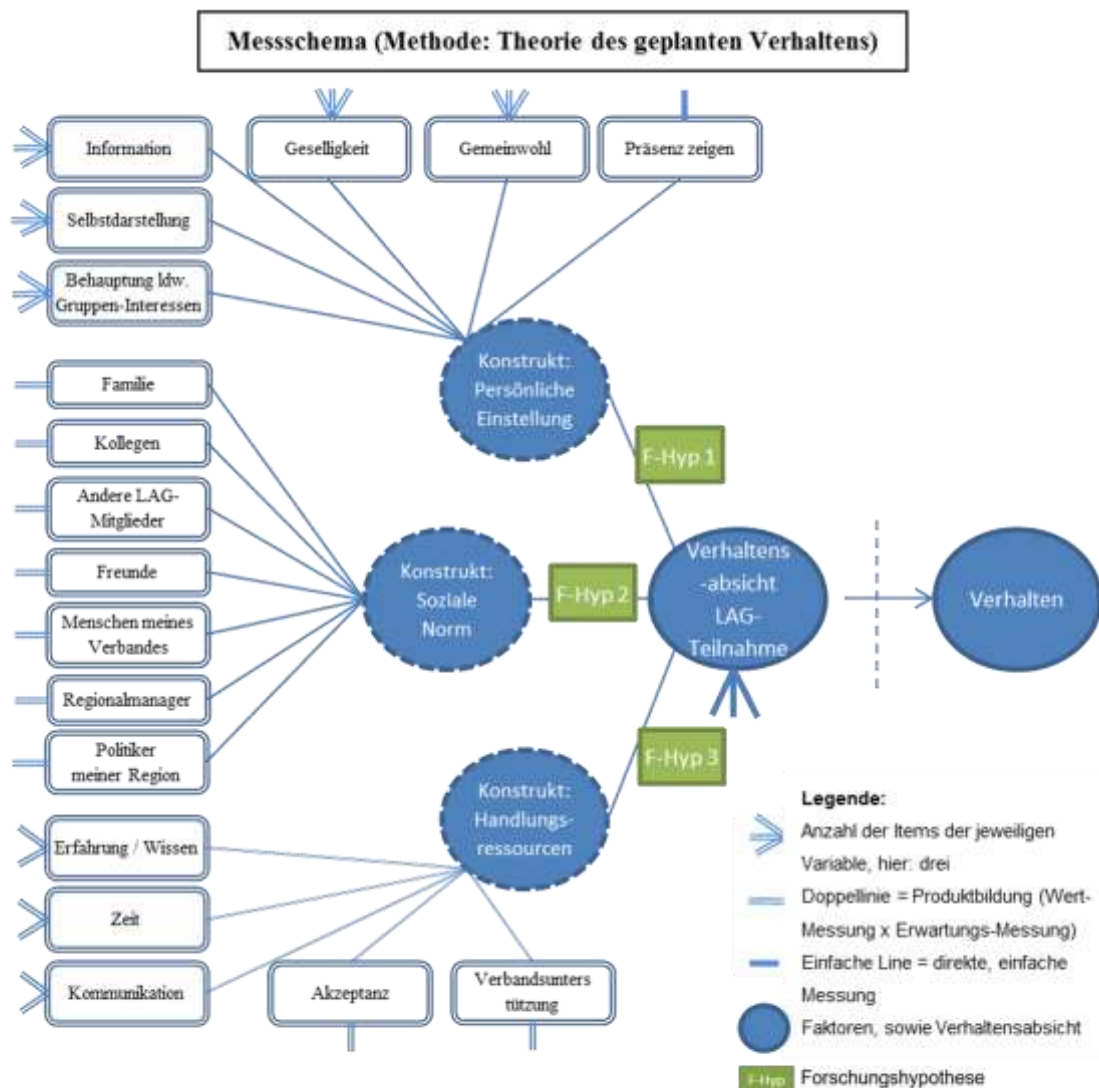 Messschema (Methode: Theorie des geplanten Verhaltens)
Information
Geselligkeit
Gemeinwohl
Präsenz zeigen
Selbstdarstellung
Behauptung ldw.
Gruppen-Interessen
Konstrukt:
Persönliche
Einstellung
Familie
Kollegen
Andere LAG-
Mitglieder
Freunde
Menschen meines
Verbandes
Regionalmanager
Politiker
meiner Region
F-Hyp 1
Konstrukt:
Soziale
Norm
F-Hyp 2
Verhaltens
-absicht
LAG-
Teilnahme
Verhalten
F-Hyp 3
Konstrukt:
Handlungs-
ressourcen
Erfahrung / Wissen
Zeit
Kommunikation
Akzeptanz
Verbandsunters
tützung
Legende:
Anzahl der Items der jeweiligen
Variable, hier: drei
Doppellinie = Produktbildung (Wert-
Messung x Erwartungs-Messung)
Einfache Line = direkte, einfache
Messung
Faktoren, sowie Verhaltensabsicht
F-Hyp
Forschungshypothese